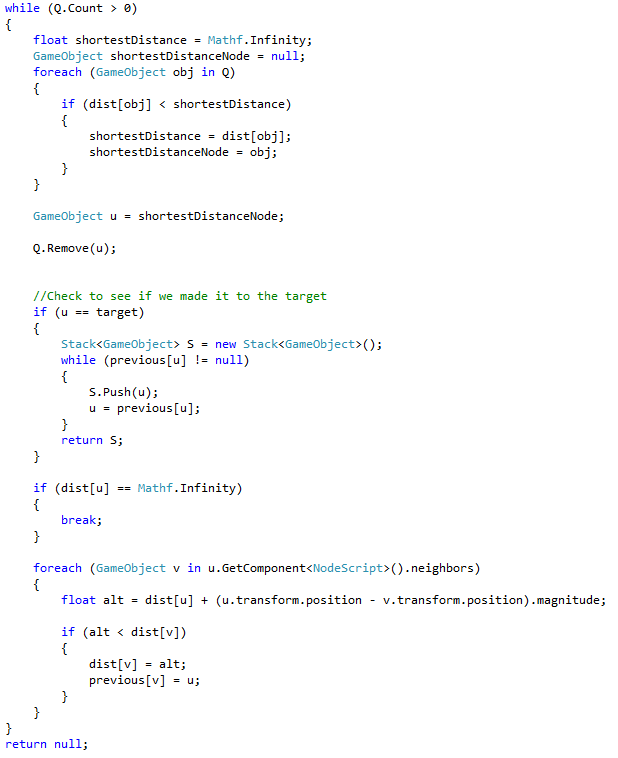 while (Q.Count > 0)
{
    float shortestDistance = Mathf.Infinity;
    GameObject shortestDistanceNode = null;
    foreach (GameObject obj in Q)
    {
        if (dist[obj] < shortestDistance)
        {
            shortestDistance = dist[obj];
            shortestDistanceNode = obj;
        }
    }

    GameObject u = shortestDistanceNode;

    Q.Remove(u);


    //Check to see if we made it to the target
    if (u == target)
    {
        Stack<GameObject> S = new Stack<GameObject>();
        while (previous[u] != null)
        {
            S.Push(u);
            u = previous[u];
        }
        return S;
    }

    if (dist[u] == Mathf.Infinity)
    {
        break;
    }

    foreach (GameObject v in u.GetComponent<NodeScript>().neighbors)
    {
        float alt = dist[u] + (u.transform.position - v.transform.position).magnitude;

        if (alt < dist[v])
        {
            dist[v] = alt;
            previous[v] = u;
        }
    }
}
return null;